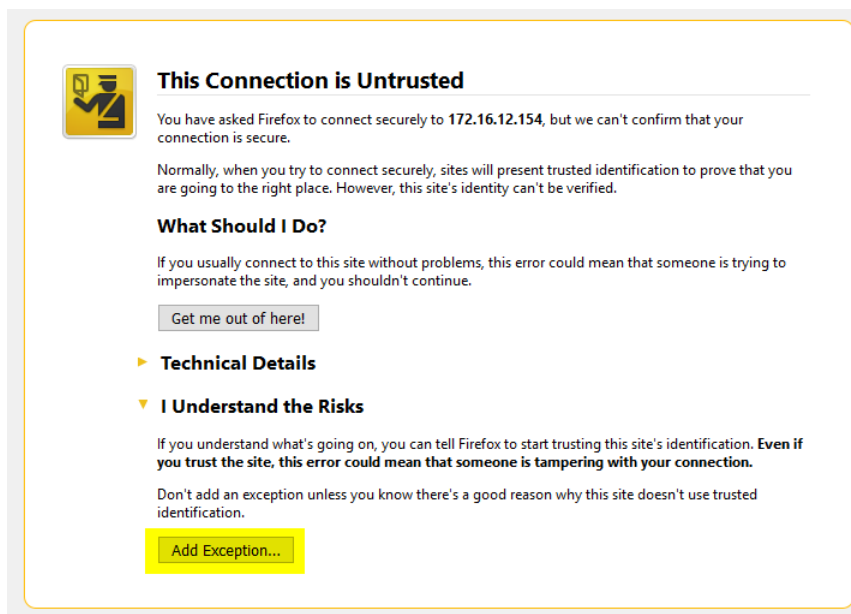 This Connection is Untrusted
You have asked Firefox to connect securely to 172.16.12.154, but we can't confirm that your
connection is secure.
Normally, when you try to connect securely, sites will present trusted identification to prove that you
are going to the right place. However, this site's identity can't be verified.
What Should I Do?
If you usually connect to this site without problems, this error could mean that someone is trying to
impersonate the site, and you shouldn't continue.
Get me out of here!
Technical Details
I Understand the Risks
If you understand what's going on, you can tell Firefox to start trusting this site's identification. Even if
you trust the site, this error could mean that someone is tampering with your connection.
Don't add an exception unless you know there's a good reason why this site doesn't use trusted
identification.
Add Exception...